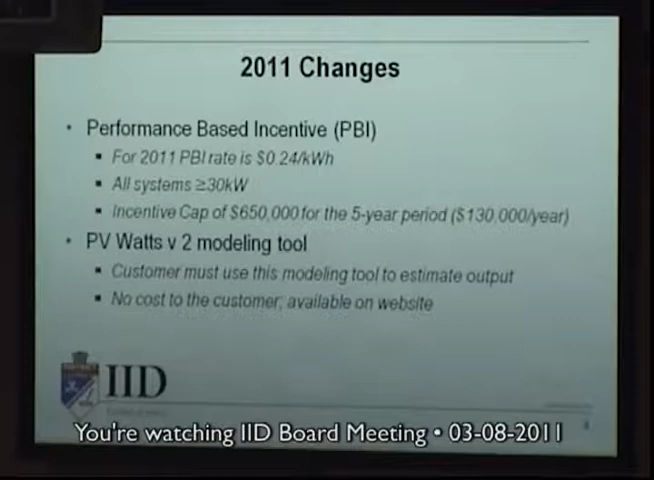 2011 Changes
• Performance Based Incentive (PBI)
▪ For 2011 PBI rate is $0.24/kWh
▪ All systems ≥30kW
▪ Incentive Cap of $650,000 for the 5-year period ($130,000/year)
• PV Watts v 2 modeling tool
▪ Customer must use this modeling tool to estimate output
▪ No cost to the customer, available on website
IID
You're watching IID Board Meeting • 03-08-2011